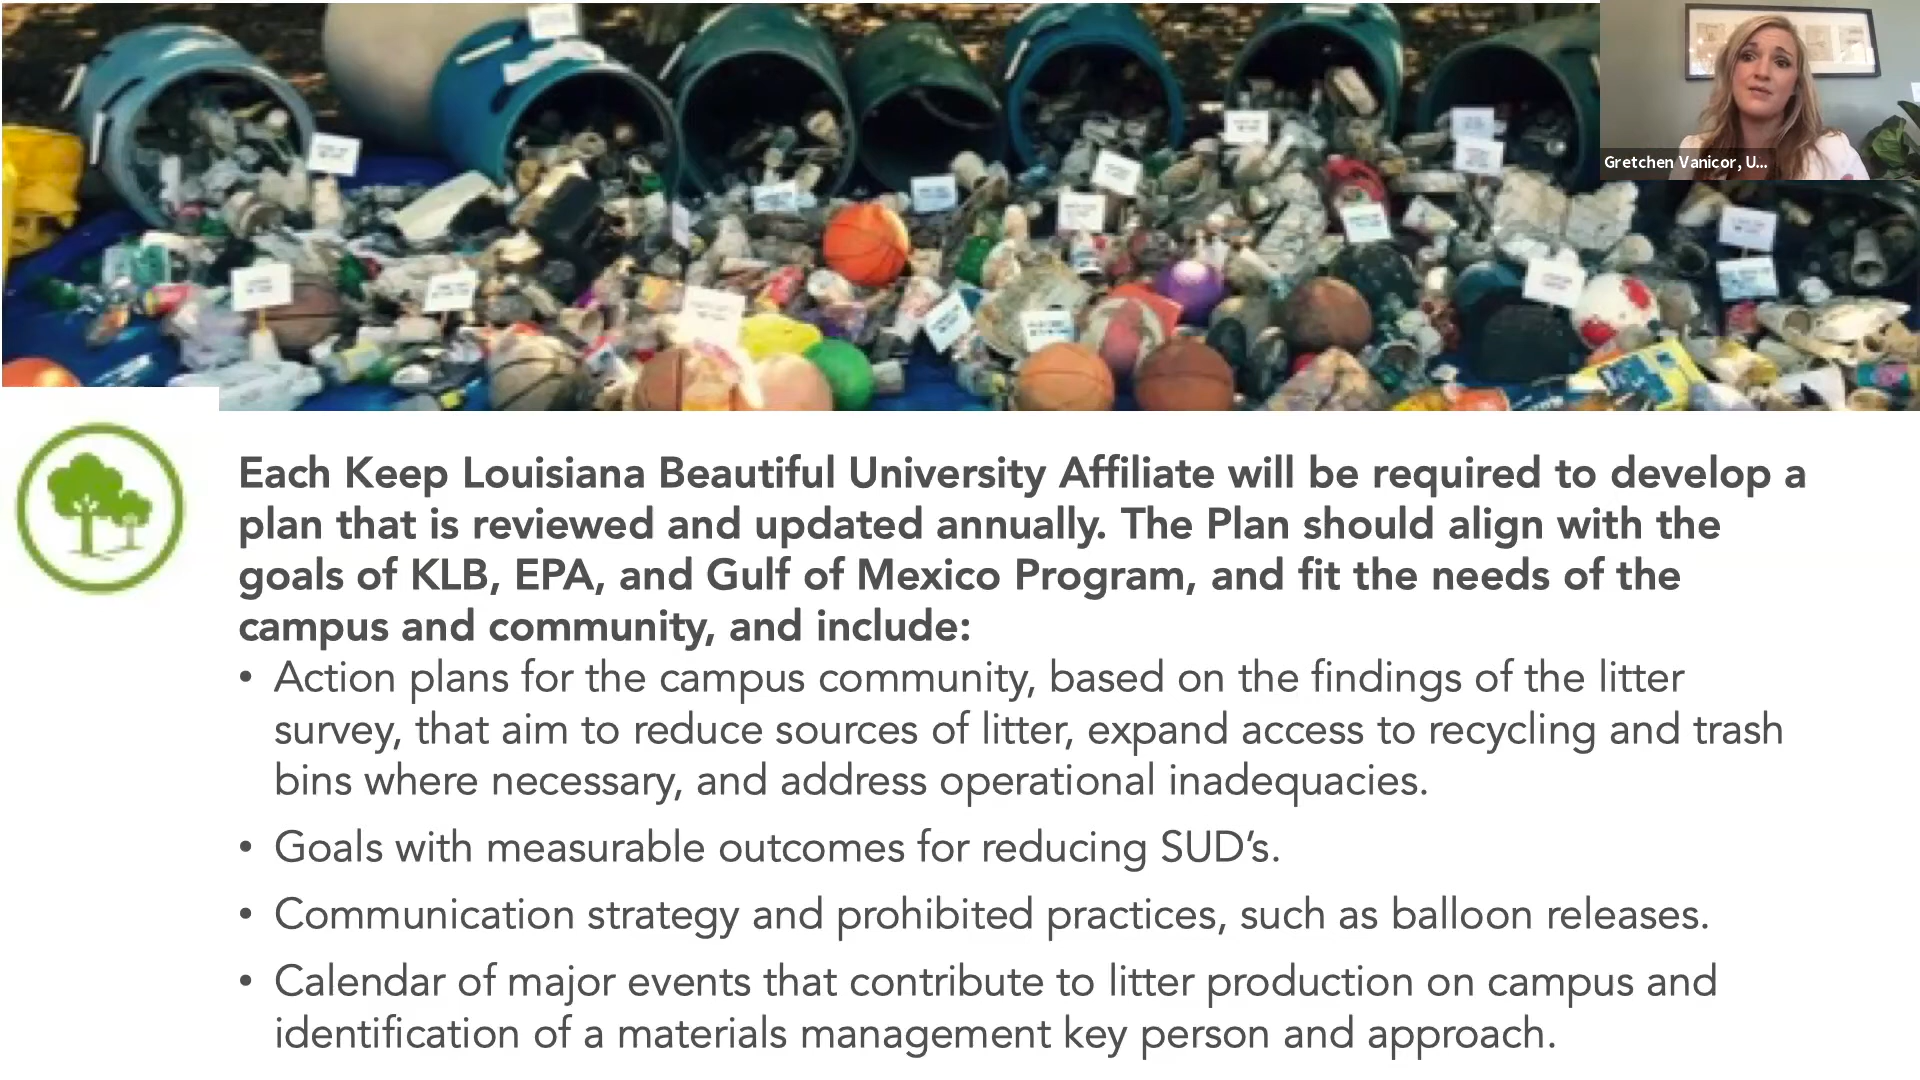 Gretchen Vanicor, U...
Each Keep Louisiana Beautiful University Affiliate will be required to develop a
plan that is reviewed and updated annually. The Plan should align with the
goals of KLB, EPA, and Gulf of Mexico Program, and fit the needs of the
campus and community, and include:
• Action plans for the campus community, based on the findings of the litter
survey, that aim to reduce sources of litter, expand access to recycling and trash
bins where necessary, and address operational inadequacies.
• Goals with measurable outcomes for reducing SUD’s.
• Communication strategy and prohibited practices, such as balloon releases.
• Calendar of major events that contribute to litter production on campus and
identification of a materials management key person and approach.